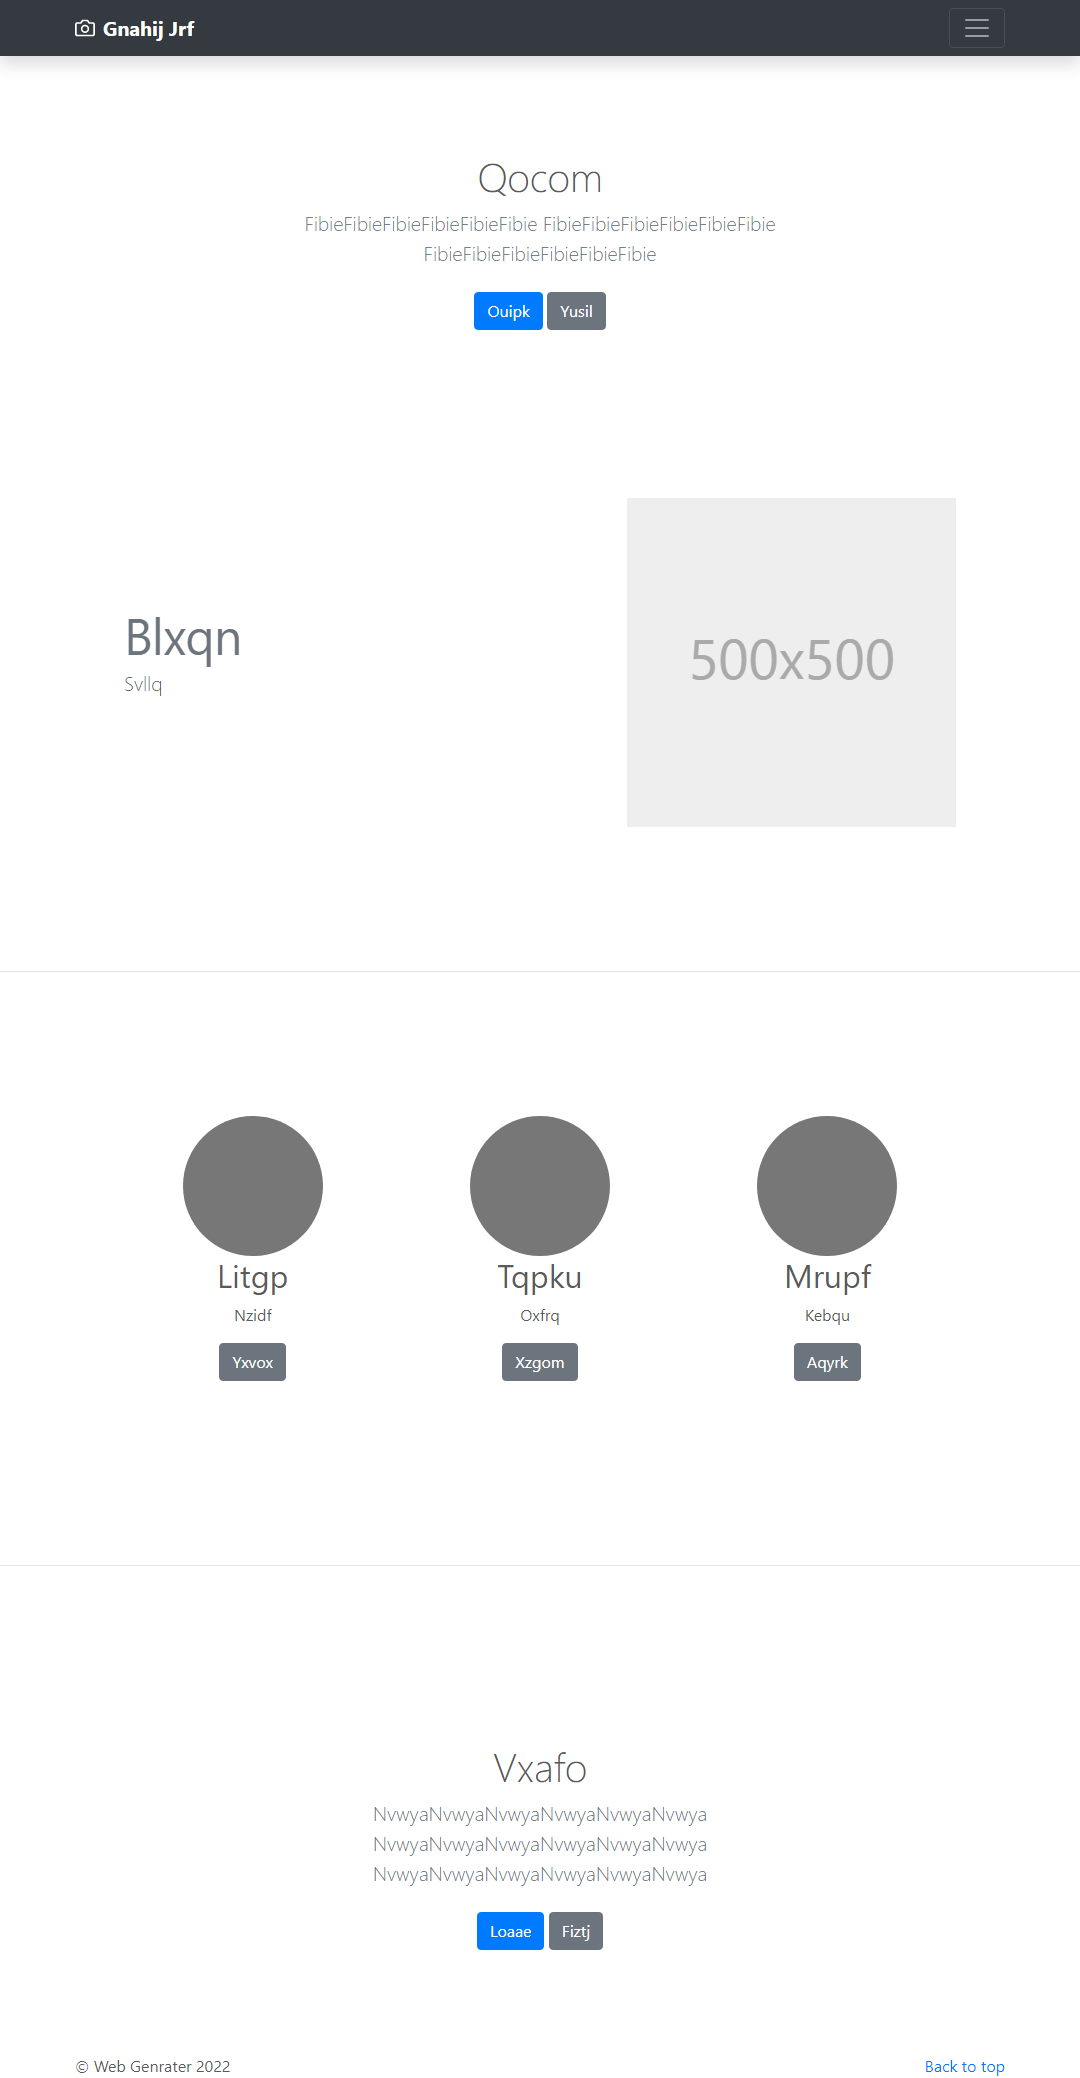 Gnahij Jrf
Qocom
FibieFibieFibieFibieFibieFibie FibieFibieFibieFibieFibieFibie
FibieFibieFibieFibieFibieFibie
Ouipk Yusil
Blxqn
Svllq
500x500
Litgp Tqpku Mrupf
Nzidf Oxfrq Kebqu
Yxvox Xzgom Aqyrk
Vxafo
NvwyaNvwyaNvwyaNvwyaNvwyaNvwya
NvwyaNvwyaNvwyaNvwyaNvwyaNvwya
NvwyaNvwyaNvwyaNvwyaNvwyaNvwya
Loaae Fiztj
© Web Genrater 2022 Back to top